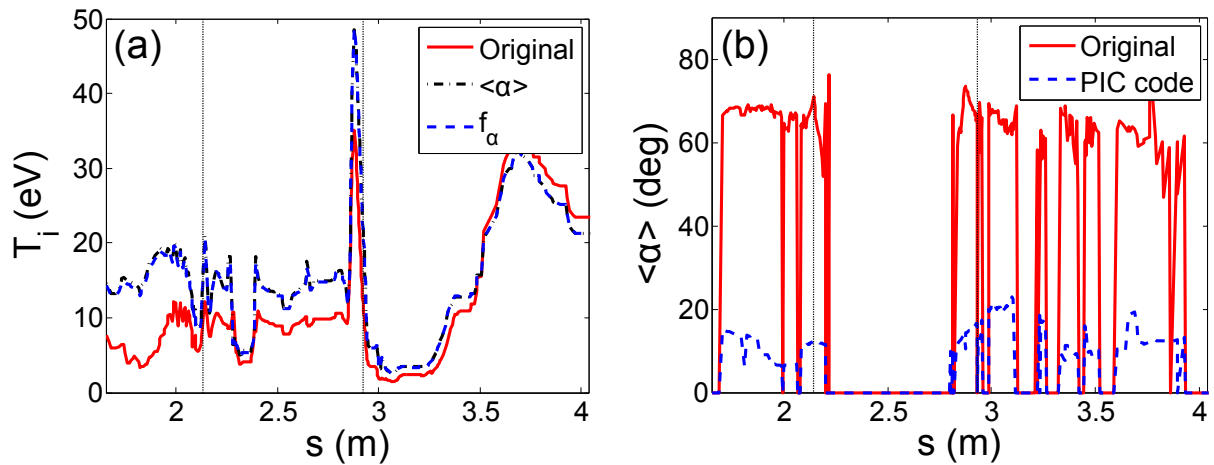 (a)
Original
<α>
f_α
T_i (eV)
50
40
30
20
10
0
2
2.5
3
3.5
4
s (m)
(b)
Original
PIC code
<α> (deg)
80
60
40
20
0
2
2.5
3
3.5
4
s (m)